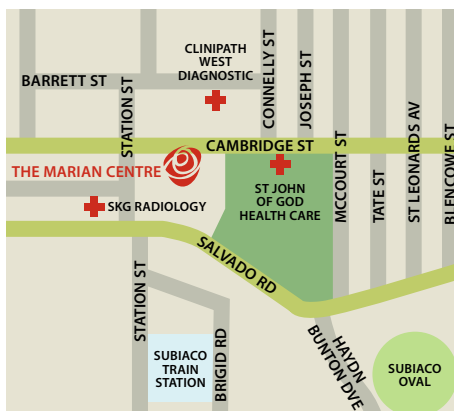 CLINIPATH
WEST
DIAGNOSTIC
BARRETT ST
STATION ST
CONNELLY ST
JOSEPH ST
CAMBRIDGE ST
THE MARIAN CENTRE
ST JOHN
OF GOD
HEALTH CARE
MCCOURT ST
TATE ST
ST LEONARDS AV
BLENCOWE ST
SKG RADIOLOGY
SALVADO RD
STATION ST
SUBIACO
TRAIN
STATION
BRIGID RD
HAYDN
BUNTON DVE
SUBIACO
OVAL